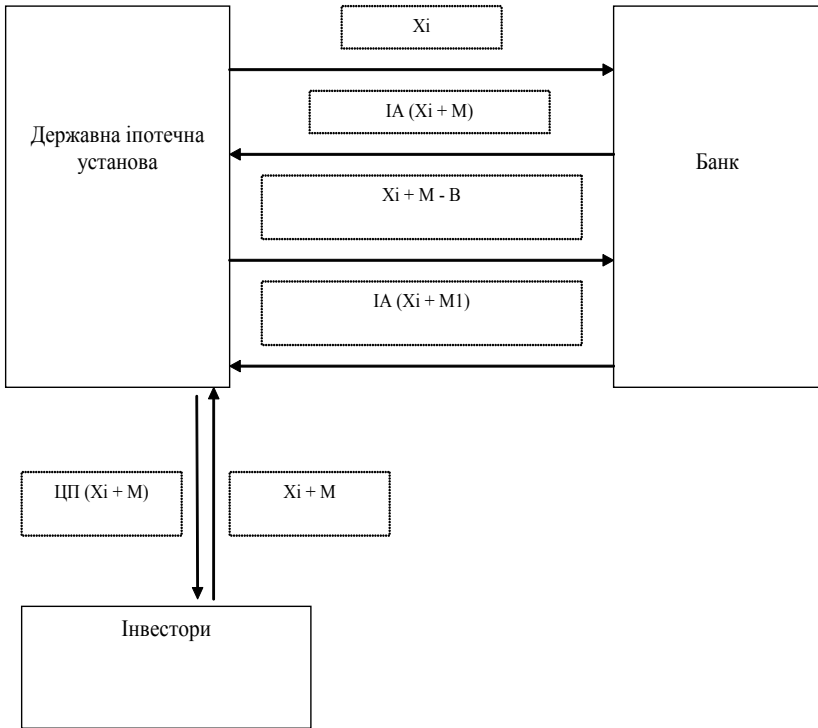 Xi
ІА (Xi + M)
Державна іпотечна
установа
Банк
Xi + M - B
ІА (Xi + M1)
ЦП (Xi + M)
Xi + M
Інвестори